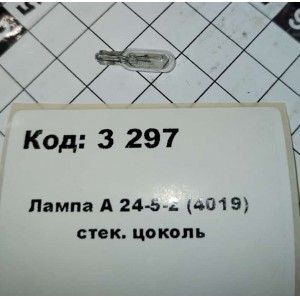 Код: 3 297
Лампа А 24-5-2 (4019)
стек. цоколь